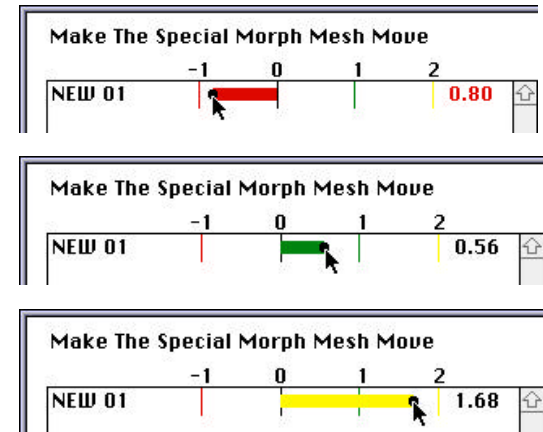 Make The Special Morph Mesh Move
-1 0 1 2
NEW 01 0.80
Make The Special Morph Mesh Move
-1 0 1 2
NEW 01 0.56
Make The Special Morph Mesh Move
-1 0 1 2
NEW 01 1.68